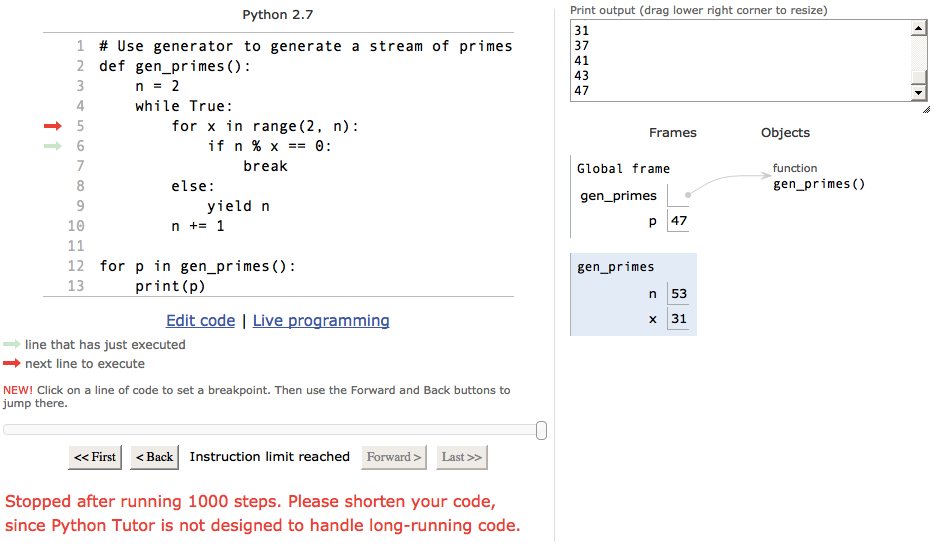 Python 2.7
1 # Use generator to generate a stream of primes
2 def gen_primes():
3     n = 2
4     while True:
5         for x in range(2, n):
6             if n % x == 0:
7                 break
8         else:
9             yield n
10         n += 1
11
12 for p in gen_primes():
13     print(p)
Edit code | Live programming
line that has just executed
next line to execute
NEW! Click on a line of code to set a breakpoint. Then use the Forward and Back buttons to
jump there.
<< First < Back Instruction limit reached Forward > Last >>
Stopped after running 1000 steps. Please shorten your code,
since Python Tutor is not designed to handle long-running code.
Print output (drag lower right corner to resize)
31
37
41
43
47
Frames Objects
Global frame
gen_primes
p 47
function
gen_primes()
gen_primes
n 53
x 31